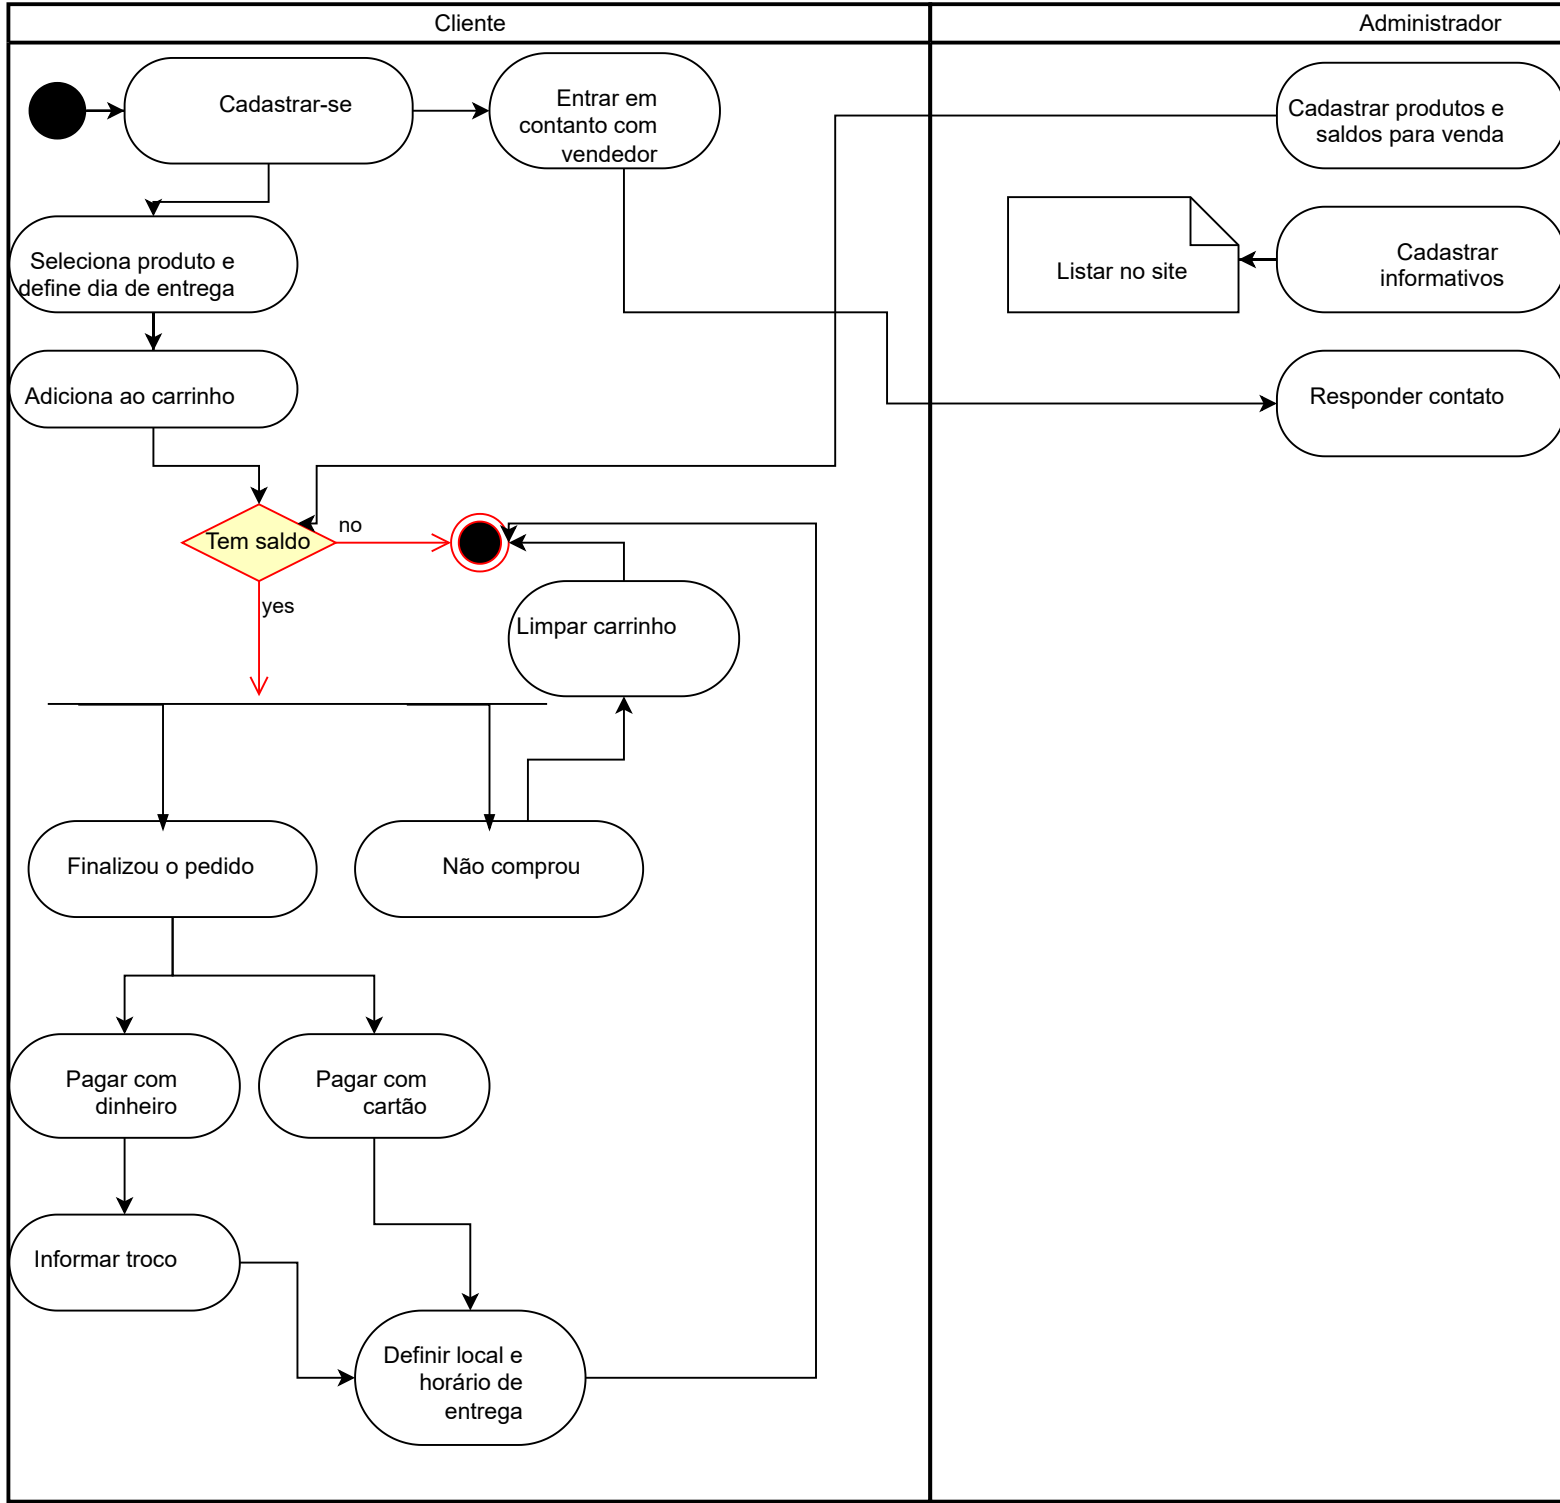 Cliente
Administrador
Cadastrar-se
Entrar em
contanto com
vendedor
Cadastrar produtos e
saldos para venda
Seleciona produto e
define dia de entrega
Listar no site
Cadastrar
informativos
Adiciona ao carrinho
Responder contato
Tem saldo
no
yes
Limpar carrinho
Finalizou o pedido
Não comprou
Pagar com
dinheiro
Pagar com
cartão
Informar troco
Definir local e
horário de
entrega